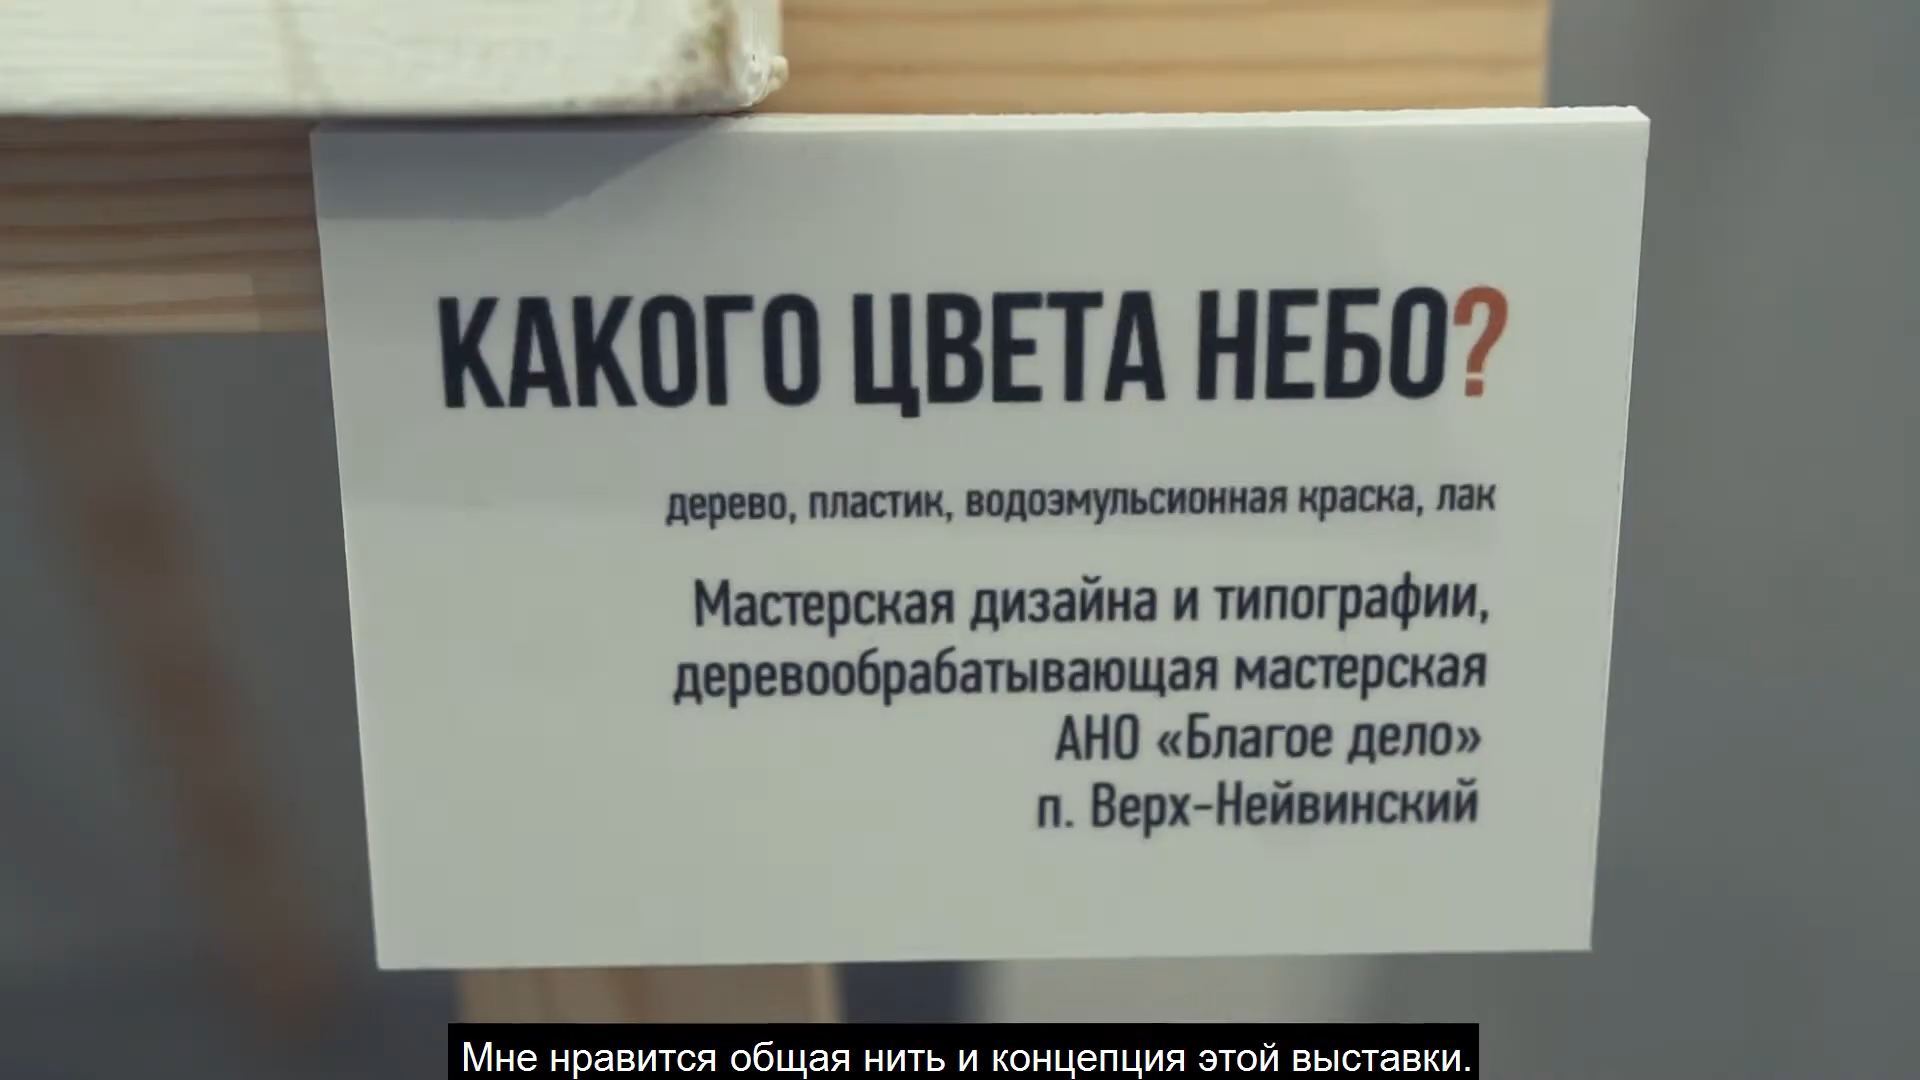 КАКОГО ЦВЕТА НЕБО?
дерево, пластик, водоэмульсионная краска, лак
Мастерская дизайна и типографии,
деревообрабатывающая мастерская
АНО «Благое дело»
п. Верх-Нейвинский
Мне нравится общая нить и концепция этой выставки.